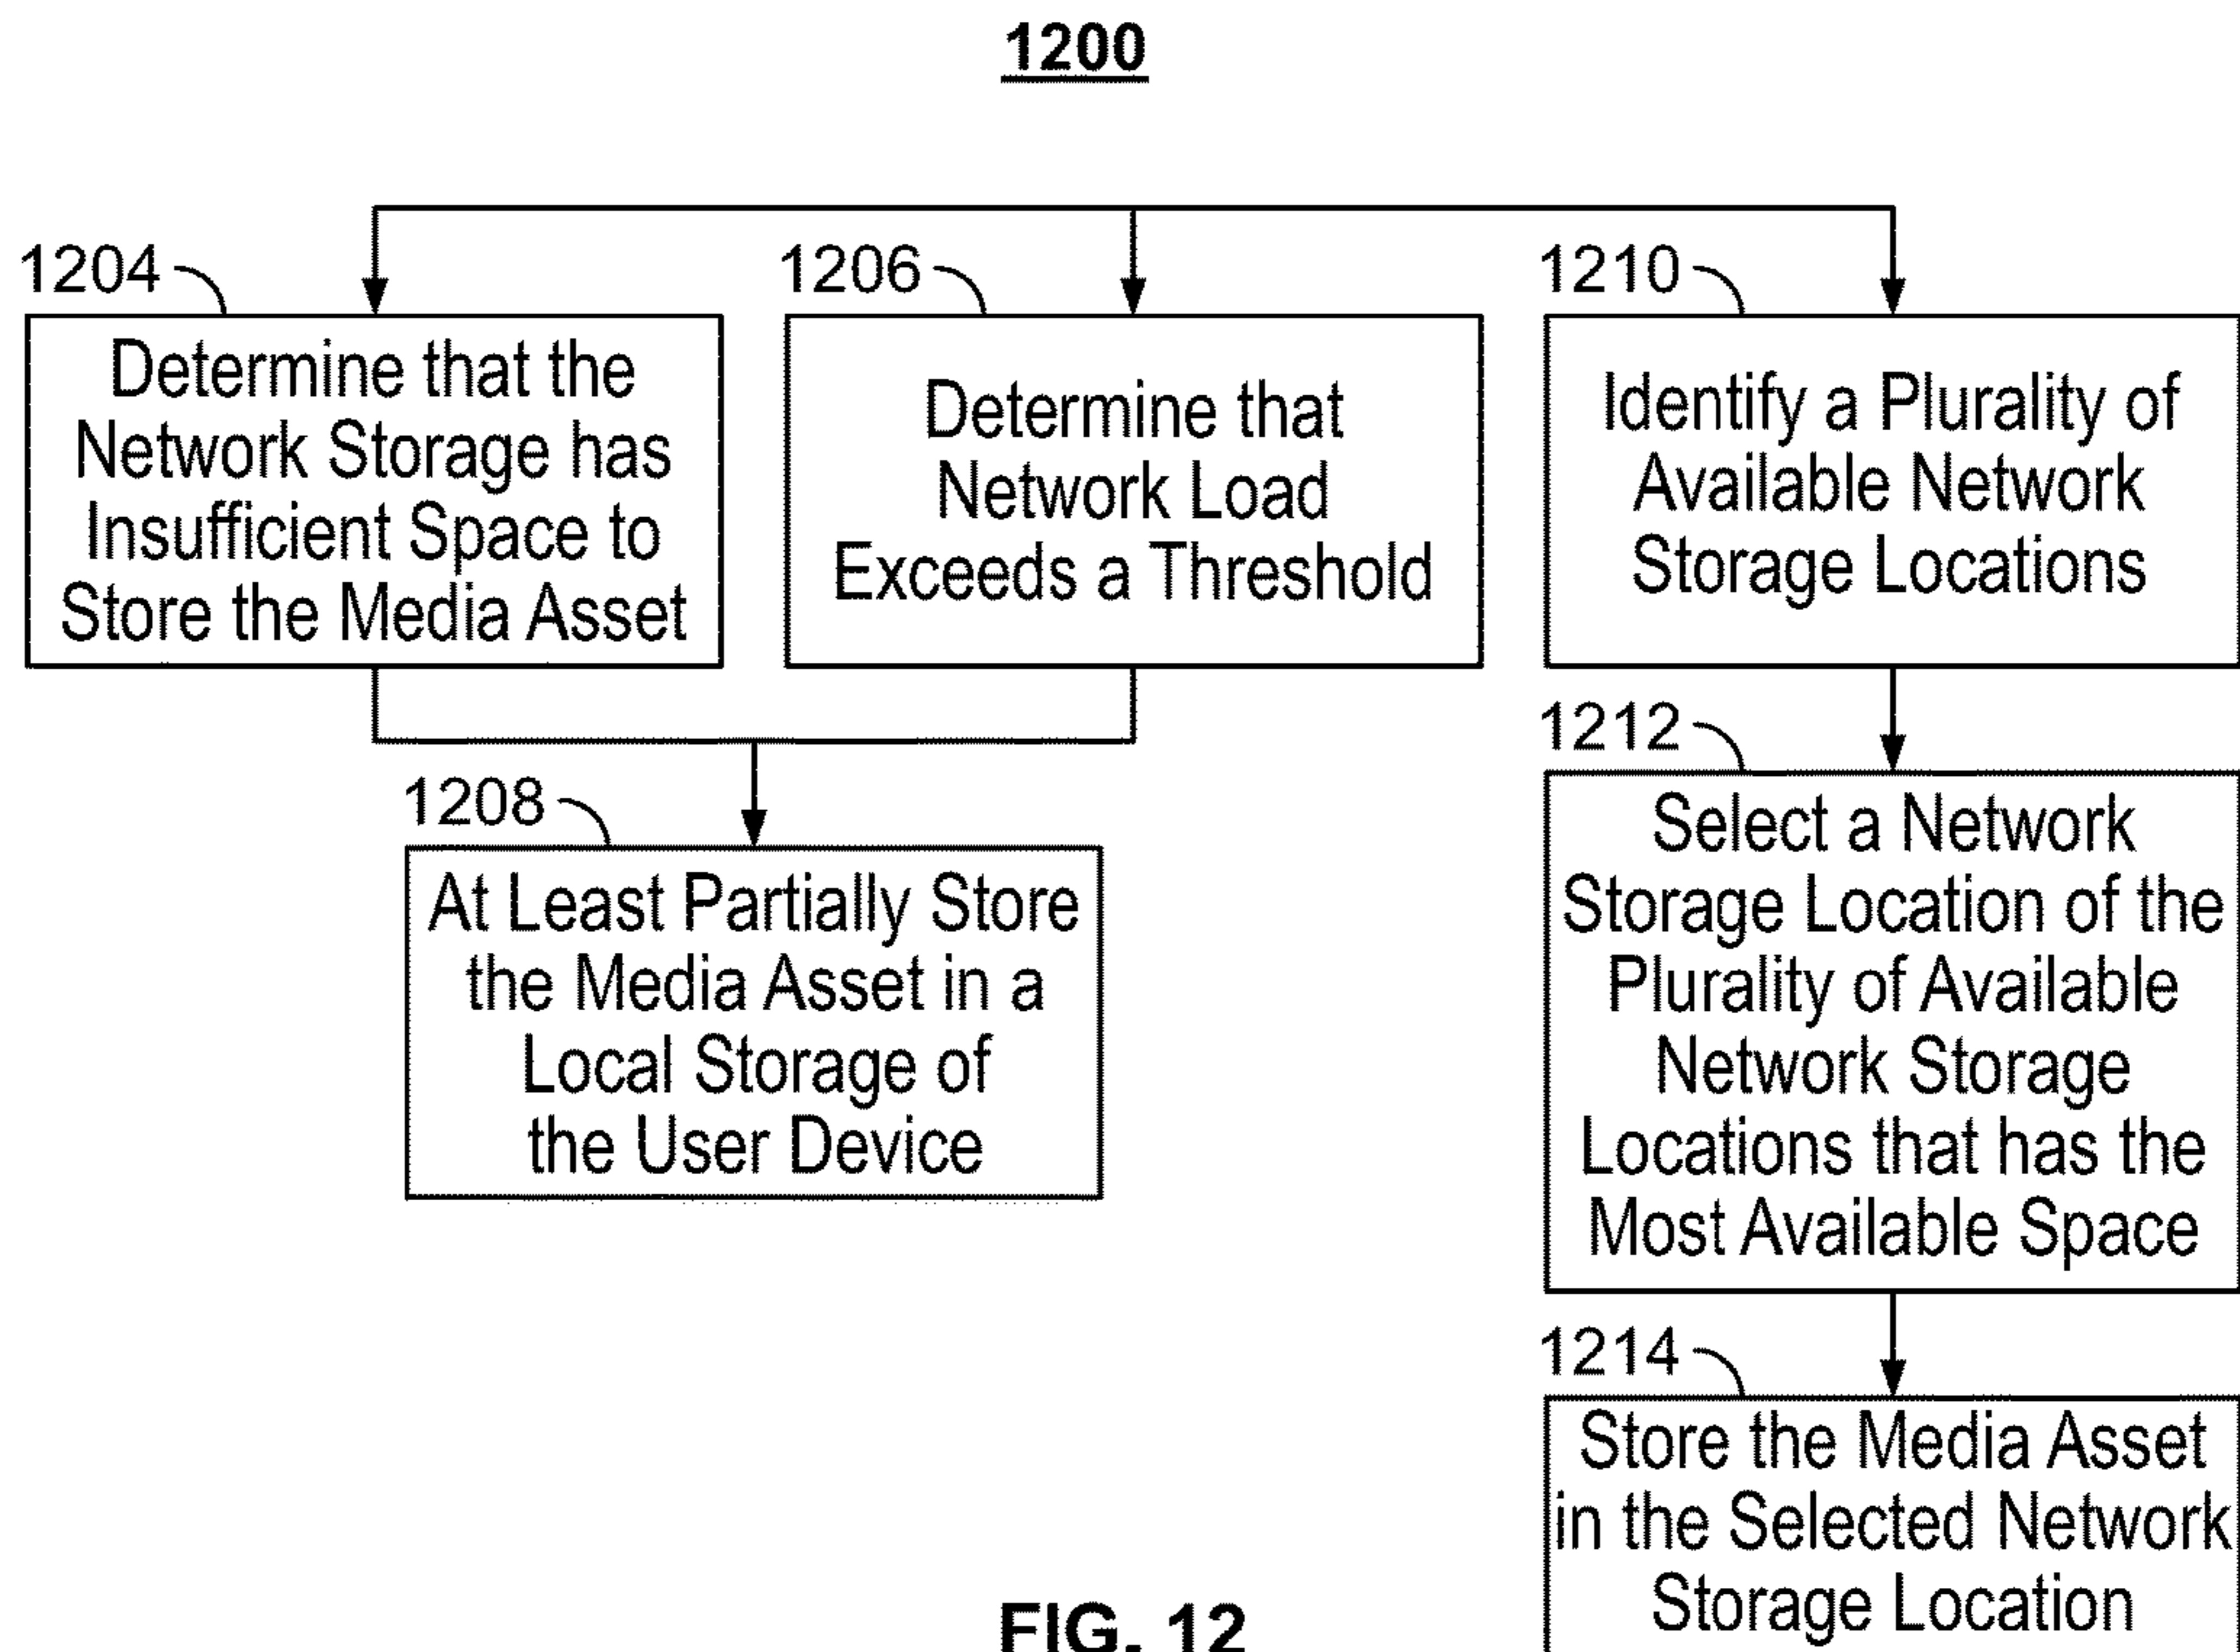 1200
1204
Determine that the
Network Storage has
Insufficient Space to
Store the Media Asset
1206
Determine that
Network Load
Exceeds a Threshold
1210
Identify a Plurality of
Available Network
Storage Locations
1208
At Least Partially Store
the Media Asset in a
Local Storage of
the User Device
1212
Select a Network
Storage Location of the
Plurality of Available
Network Storage
Locations that has the
Most Available Space
1214
Store the Media Asset
in the Selected Network
Storage Location
FIG. 12